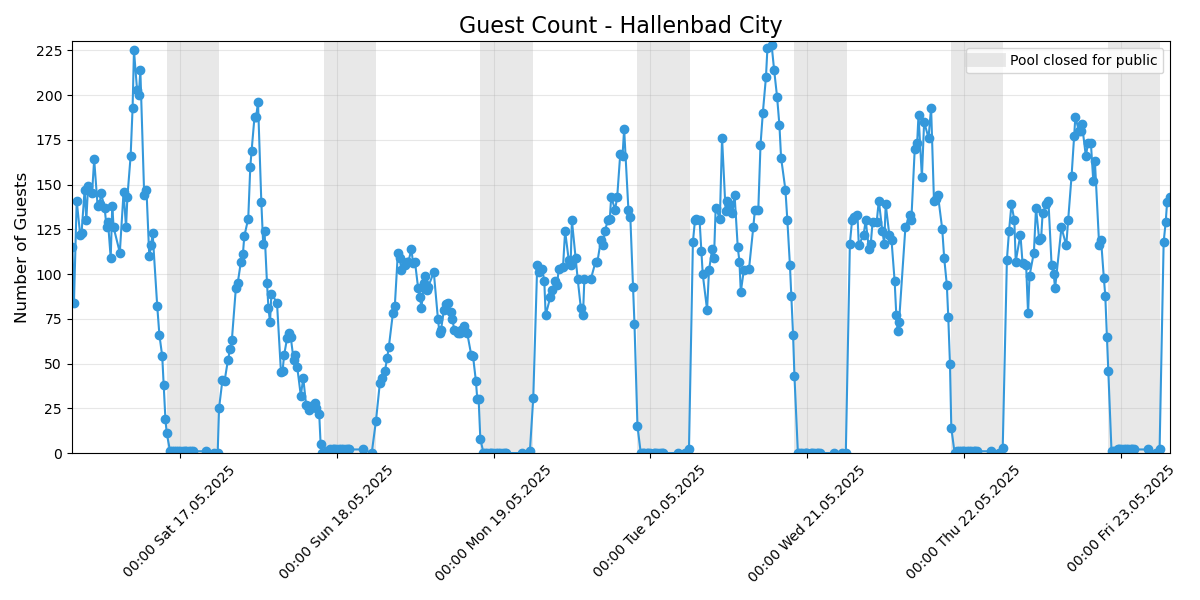 Guest Count - Hallenbad City
Pool closed for public
Number of Guests
225
200
175
150
125
100
75
50
25
0
00:00 Sat 17.05.2025
00:00 Sun 18.05.2025
00:00 Mon 19.05.2025
00:00 Tue 20.05.2025
00:00 Wed 21.05.2025
00:00 Thu 22.05.2025
00:00 Fri 23.05.2025